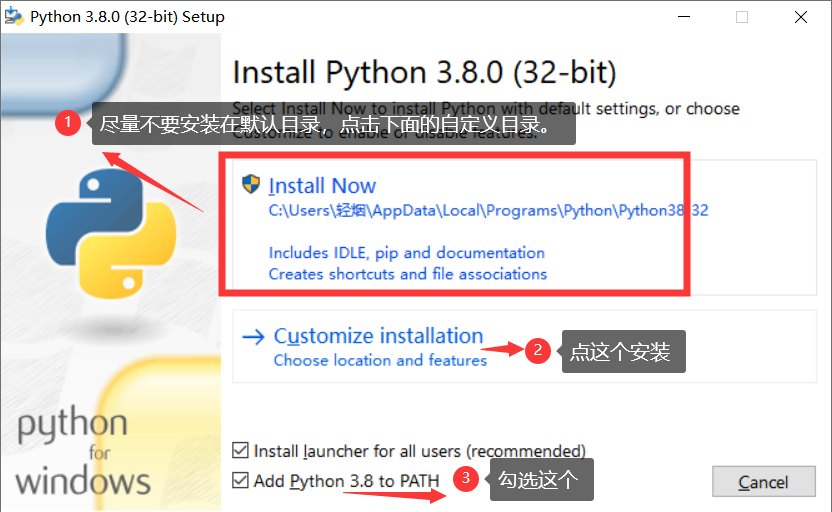 Python 3.8.0 (32-bit) Setup
Install Python 3.8.0 (32-bit)
Select Install Now to install Python with default settings, or choose
Customize to enable or disable features.
1
尽量不要安装在默认目录，点击下面的自定义目录。
Install Now
C:\Users\轻烟\AppData\Local\Programs\Python\Python38-32
Includes IDLE, pip and documentation
Creates shortcuts and file associations
Customize installation
2
点这个安装
Choose location and features
python
for
windows
Install launcher for all users (recommended)
Add Python 3.8 to PATH
3
勾选这个
Cancel